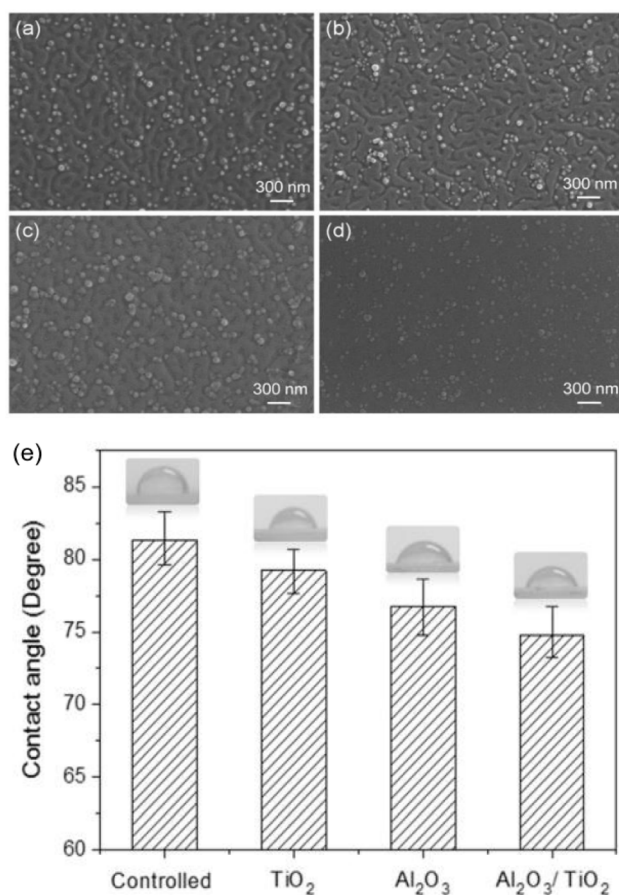 (a)
(b)
300 nm
300 nm
(c)
(d)
300 nm
300 nm
(e)
Contact angle (Degree)
85
80
75
70
65
60
Controlled
TiO₂
Al₂O₃
Al₂O₃/ TiO₂